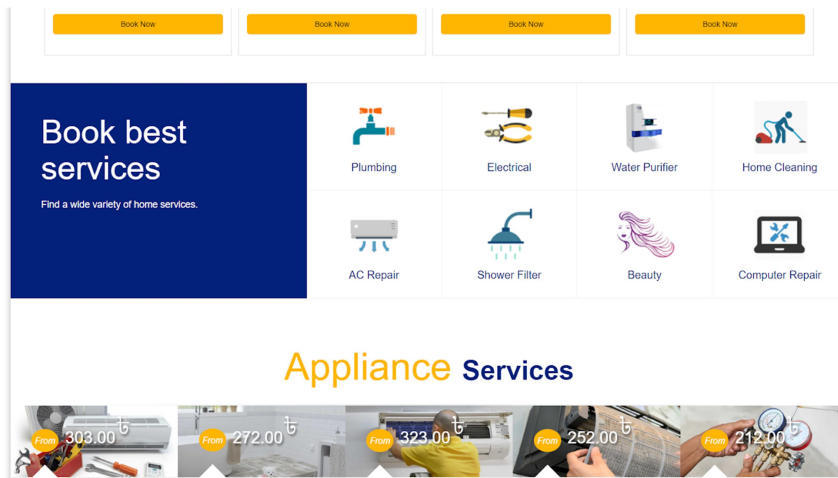 Book Now
Book Now
Book Now
Book Now
Book best
services
Find a wide variety of home services.
Plumbing
Electrical
Water Purifier
Home Cleaning
AC Repair
Shower Filter
Beauty
Computer Repair
Appliance Services
From 303.00 ৳
From 272.00 ৳
From 323.00 ৳
From 252.00 ৳
From 212.00 ৳